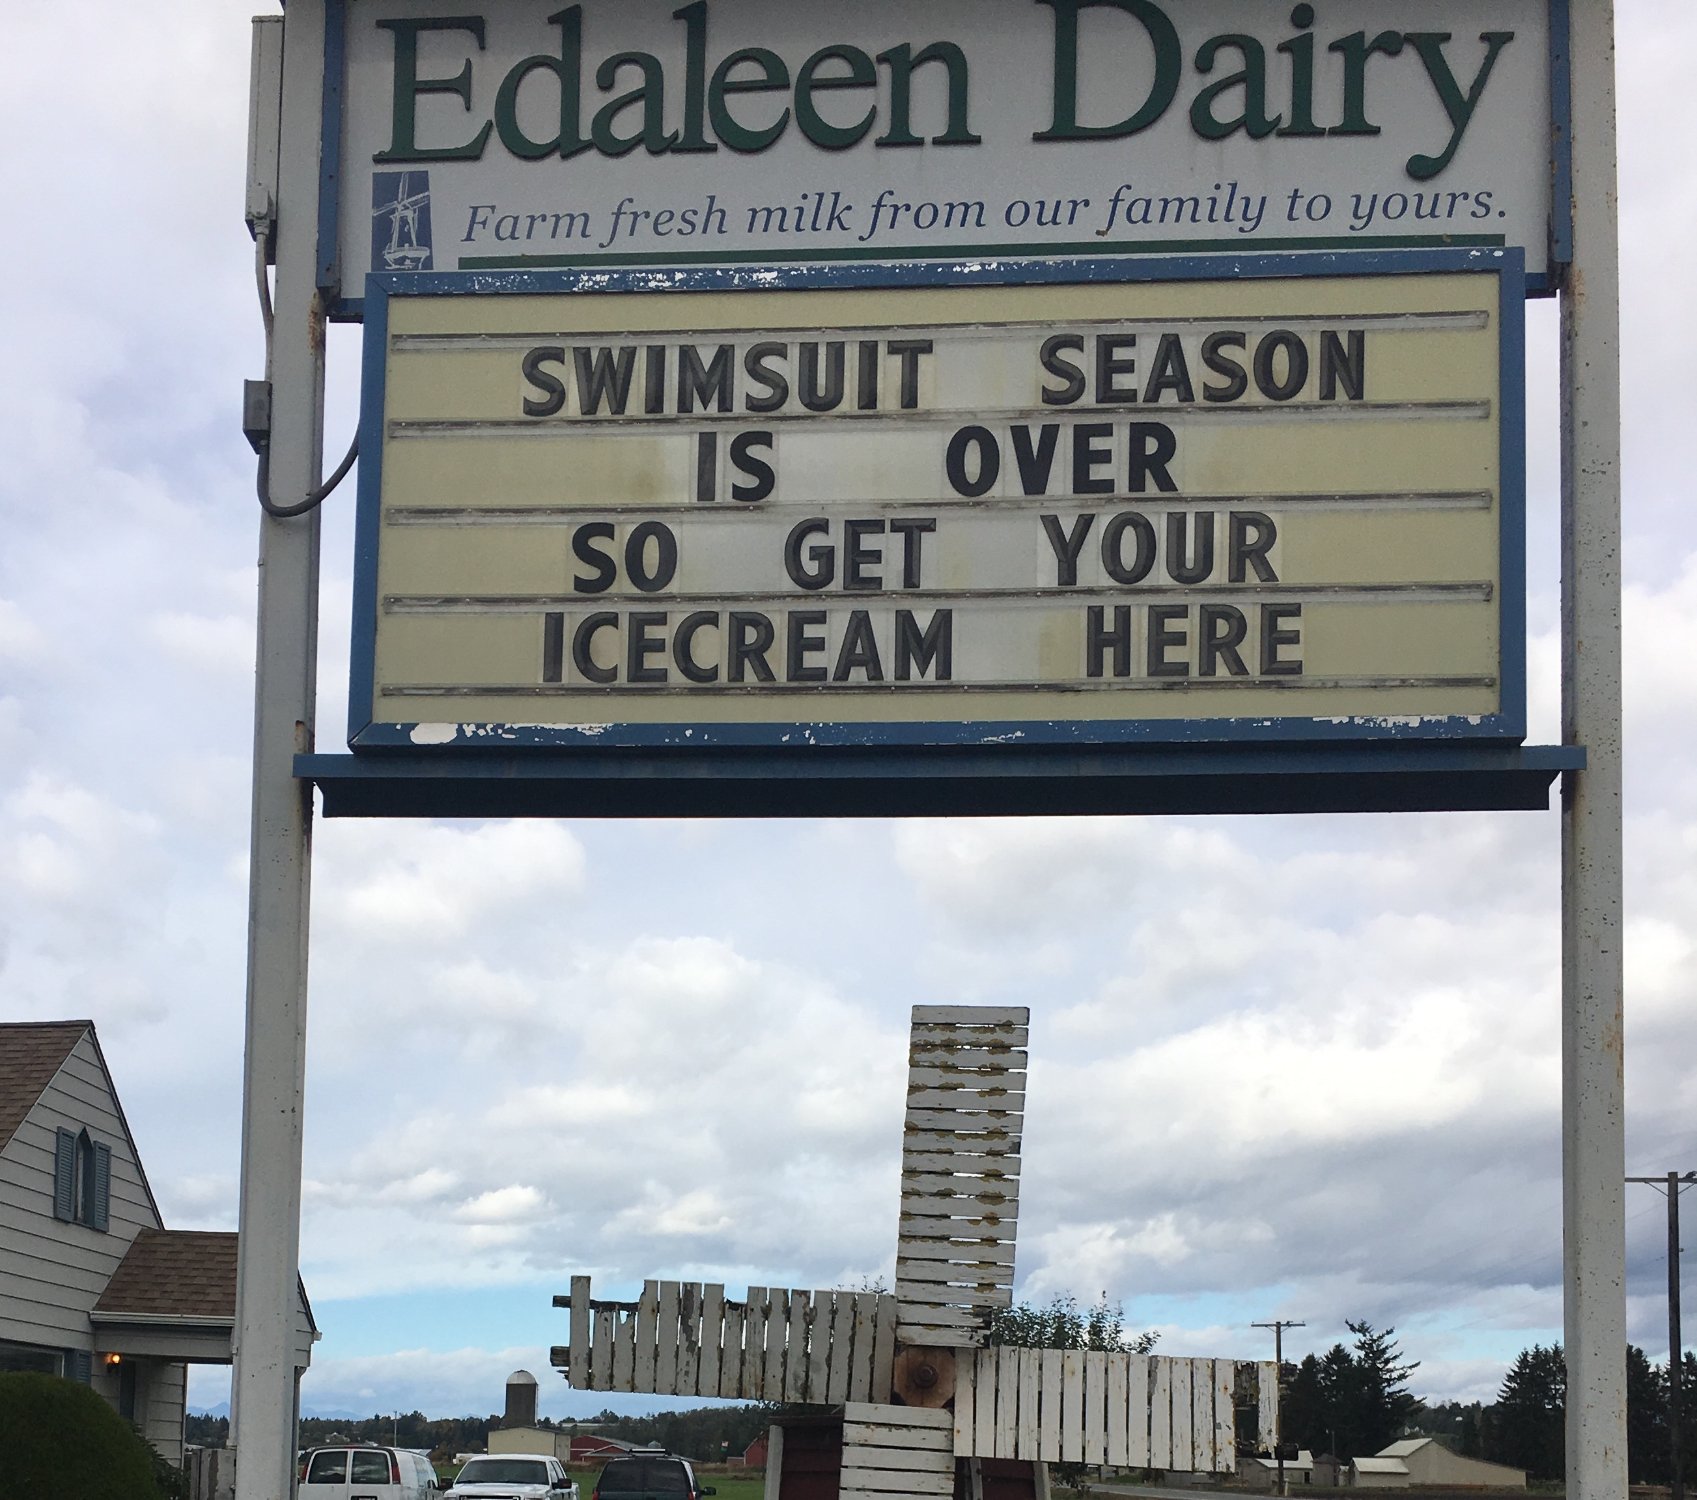 Edaleen Dairy
Farm fresh milk from our family to yours.
SWIMSUIT SEASON
IS OVER
SO GET YOUR
ICECREAM HERE